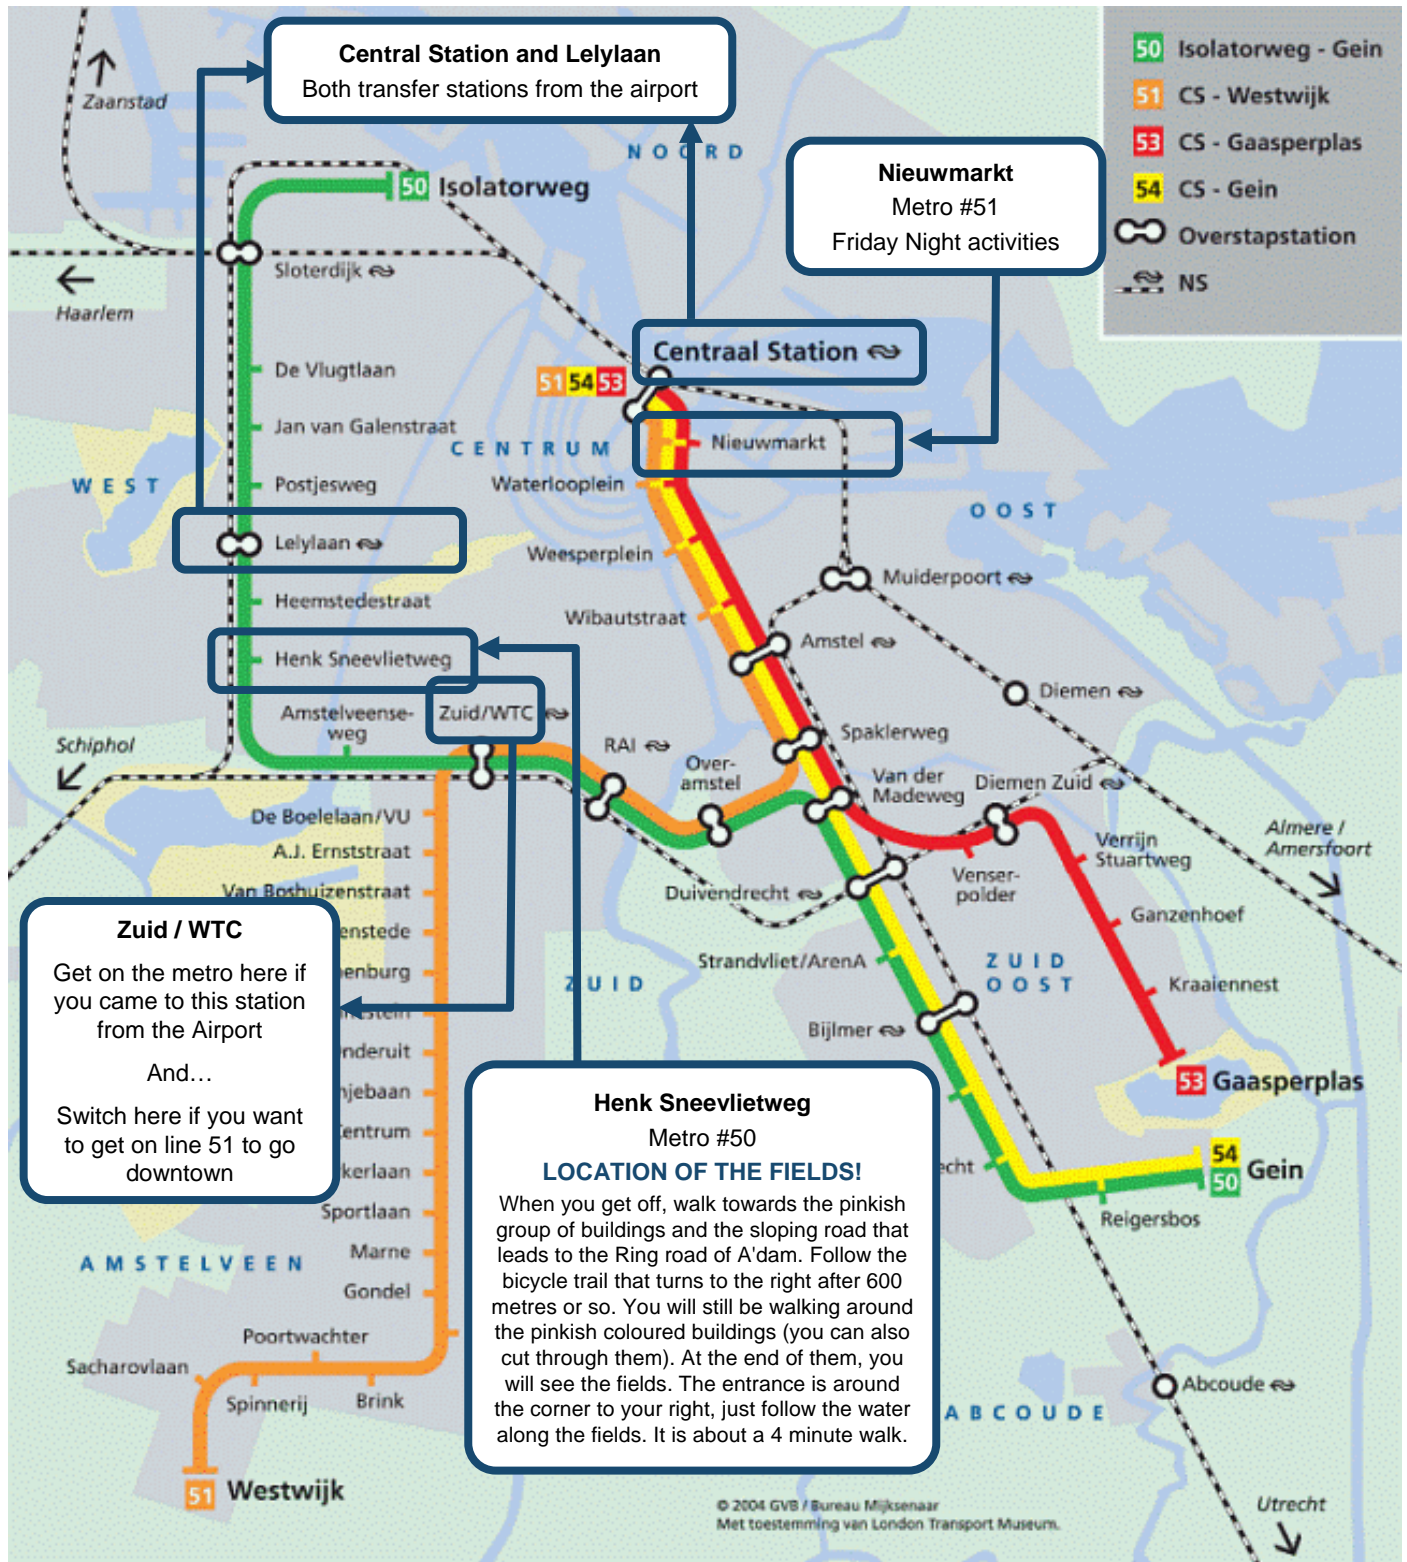 Central Station and Lelylaan
Both transfer stations from the airport
50 Isolatorweg - Gein
51 CS - Westwijk
53 CS - Gaasperplas
54 CS - Gein
Overstapstation
NS
Nieuwmarkt
Metro #51
Friday Night activities
Zaanstad
NOORD
50 Isolatorweg
Sloterdijk
Haarlem
Centraal Station
51 54 53
De Vlugtlaan
Jan van Galenstraat
CENTRUM
Nieuwmarkt
WEST
Postjesweg
Waterlooplein
OOST
Lelylaan
Weesperplein
Muiderpoort
Heemstedestraat
Wibautstraat
Amstel
Henk Sneevlietweg
Diemen
Amstelveense-
weg
Zuid/WTC
Schiphol
RAI
Spaklerweg
Over-
amstel
Van der
Madeweg
Diemen Zuid
De Boelelaan/VU
A.J. Ernststraat
Van Boshuizenstraat
Verrijn
Stuartweg
Almere /
Amersfoort
Duivendrecht
Venser-
polder
Ganzenhoef
enstede
enburg
Strandvliet/ArenA
ZUID
OOST
Kraaiennest
ZUID
Bijlmer
nderuit
njebaan
53 Gaasperplas
Centrum
kerlaan
echt
54
50
Gein
Sportlaan
Reigersbos
Zuid / WTC
Get on the metro here if
you came to this station
from the Airport
And…
Switch here if you want
to get on line 51 to go
downtown
Henk Sneevlietweg
Metro #50
LOCATION OF THE FIELDS!
When you get off, walk towards the pinkish
group of buildings and the sloping road that
leads to the Ring road of A'dam. Follow the
bicycle trail that turns to the right after 600
metres or so. You will still be walking around
the pinkish coloured buildings (you can also
cut through them). At the end of them, you
will see the fields. The entrance is around
the corner to your right, just follow the water
along the fields. It is about a 4 minute walk.
AMSTELVEEN
Marne
Gondel
Poortwachter
Sacharovlaan
Spinnerij
Brink
Abcoude
ABCOUDE
51 Westwijk
Utrecht
© 2004 GVB / Bureau Mijksenaar
Met toestemming van London Transport Museum.